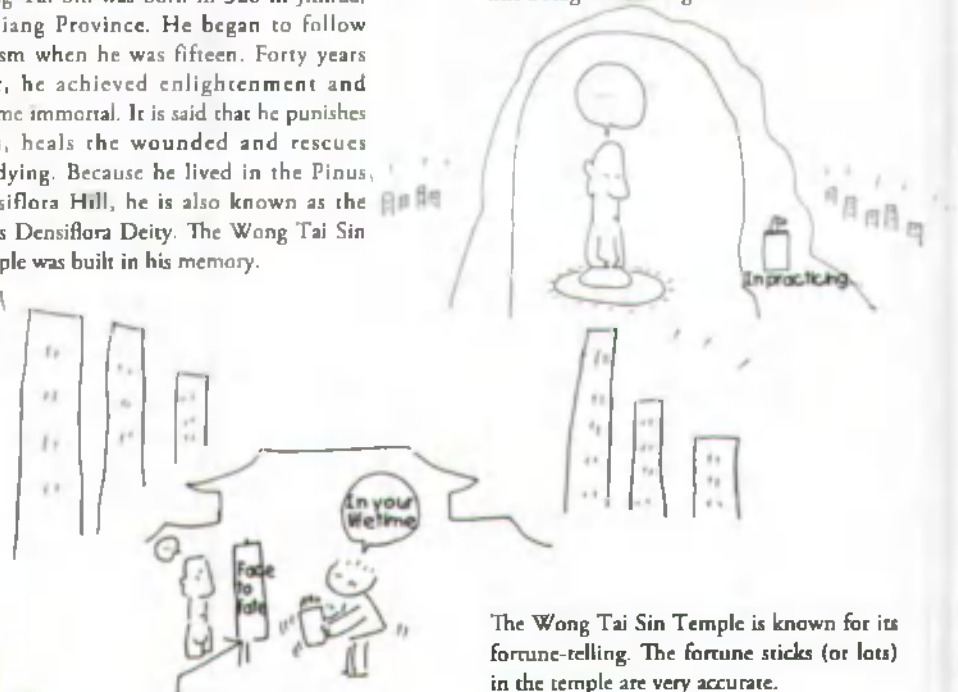 iang Province. He began to follow
ism when he was fifteen. Forty years
, he achieved enlightenment and
me immortal. It is said that he punishes
, heals the wounded and rescues
dying. Because he lived in the Pinus
siflora Hill, he is also known as the
s Densiflora Deity. The Wong Tai Sin
ple was built in his memory.
In practicing...
In your
lifetime
Face
to
fate
The Wong Tai Sin Temple is known for its
fortune-telling. The fortune sticks (or lots)
in the temple are very accurate.